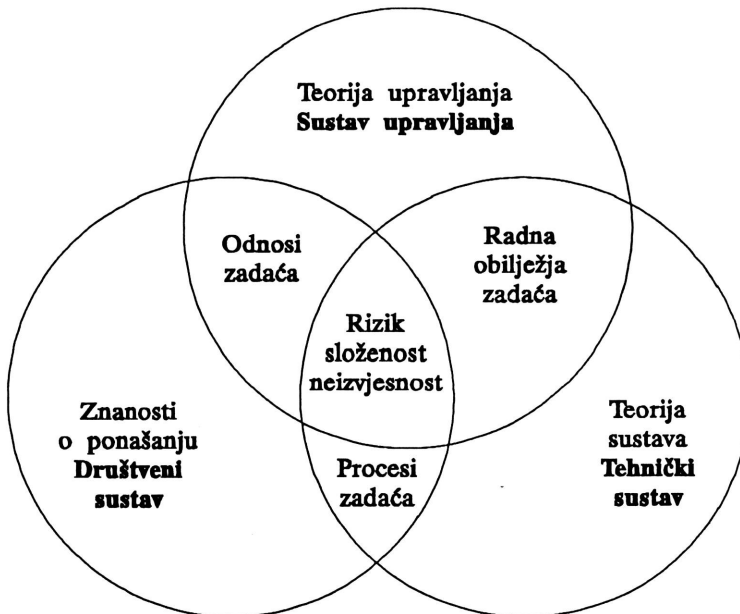 Teorija upravljanja
Sustav upravljanja
Odnosi
zadaća
Radna
obilježja
zadaća
Rizik
složenost
neizvjesnost
Znanosti
o ponašanju
Društveni
sustav
Procesi
zadaća
Teorija
sustava
Tehnički
sustav